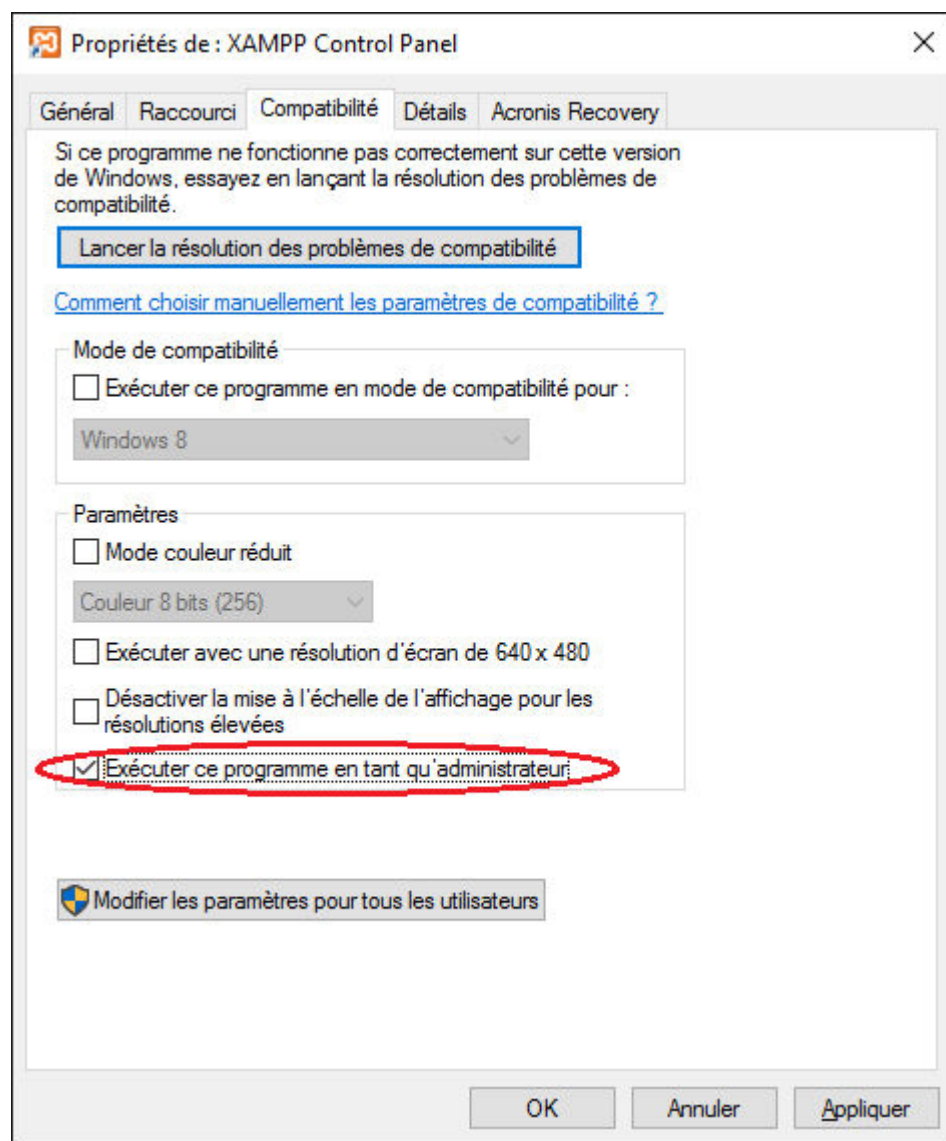 Propriétés de : XAMPP Control Panel
Général Raccourci Compatibilité Détails Acronis Recovery
Si ce programme ne fonctionne pas correctement sur cette version
de Windows, essayez en lançant la résolution des problèmes de
compatibilité.
Lancer la résolution des problèmes de compatibilité
Comment choisir manuellement les paramètres de compatibilité ?
Mode de compatibilité
Exécuter ce programme en mode de compatibilité pour :
Windows 8
Paramètres
Mode couleur réduit
Couleur 8 bits (256)
Exécuter avec une résolution d'écran de 640 x 480
Désactiver la mise à l'échelle de l'affichage pour les
résolutions élevées
Exécuter ce programme en tant qu'administrateur
Modifier les paramètres pour tous les utilisateurs
OK Annuler Appliquer